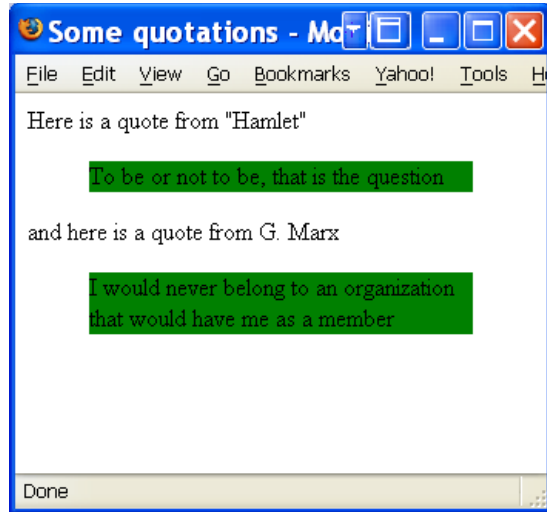 Some quotations - Mo
File Edit View Go Bookmarks Yahoo! Tools
Here is a quote from "Hamlet"
To be or not to be, that is the question
and here is a quote from G. Marx
I would never belong to an organization
that would have me as a member
Done